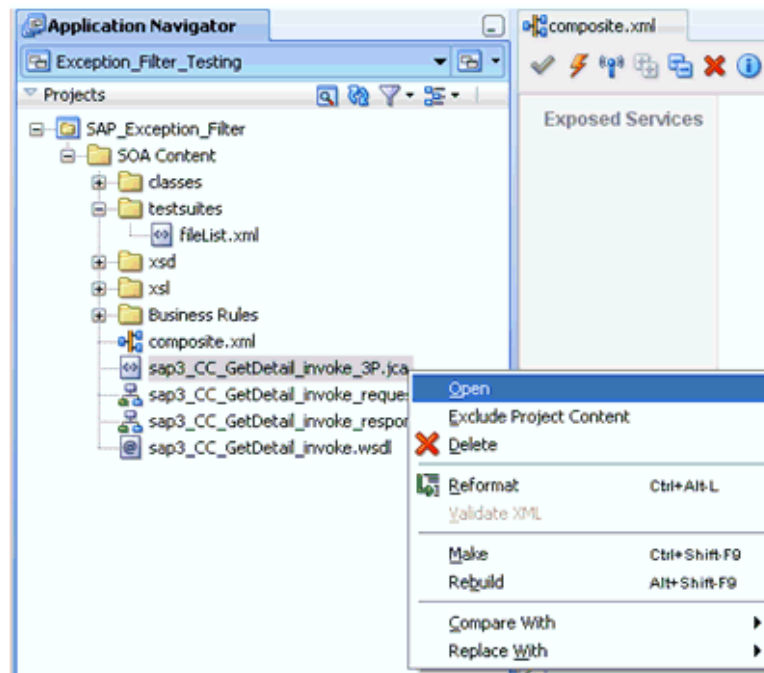 Application Navigator
Exception_Filter_Testing
Projects
SAP_Exception_Filter
SOA Content
classes
testsuites
fileList.xml
xsd
xsl
Business Rules
composite.xml
sap3_CC_GetDetail_invoke_3P.jca
sap3_CC_GetDetail_invoke_reque
sap3_CC_GetDetail_invoke_respor
sap3_CC_GetDetail_invoke.wsdl
composite.xml
Exposed Services
Open
Exclude Project Content
Delete
Reformat Ctrl+Alt-L
Validate XML
Make Ctrl+Shift-F9
Rebuild Alt+Shift-F9
Compare With
Replace With